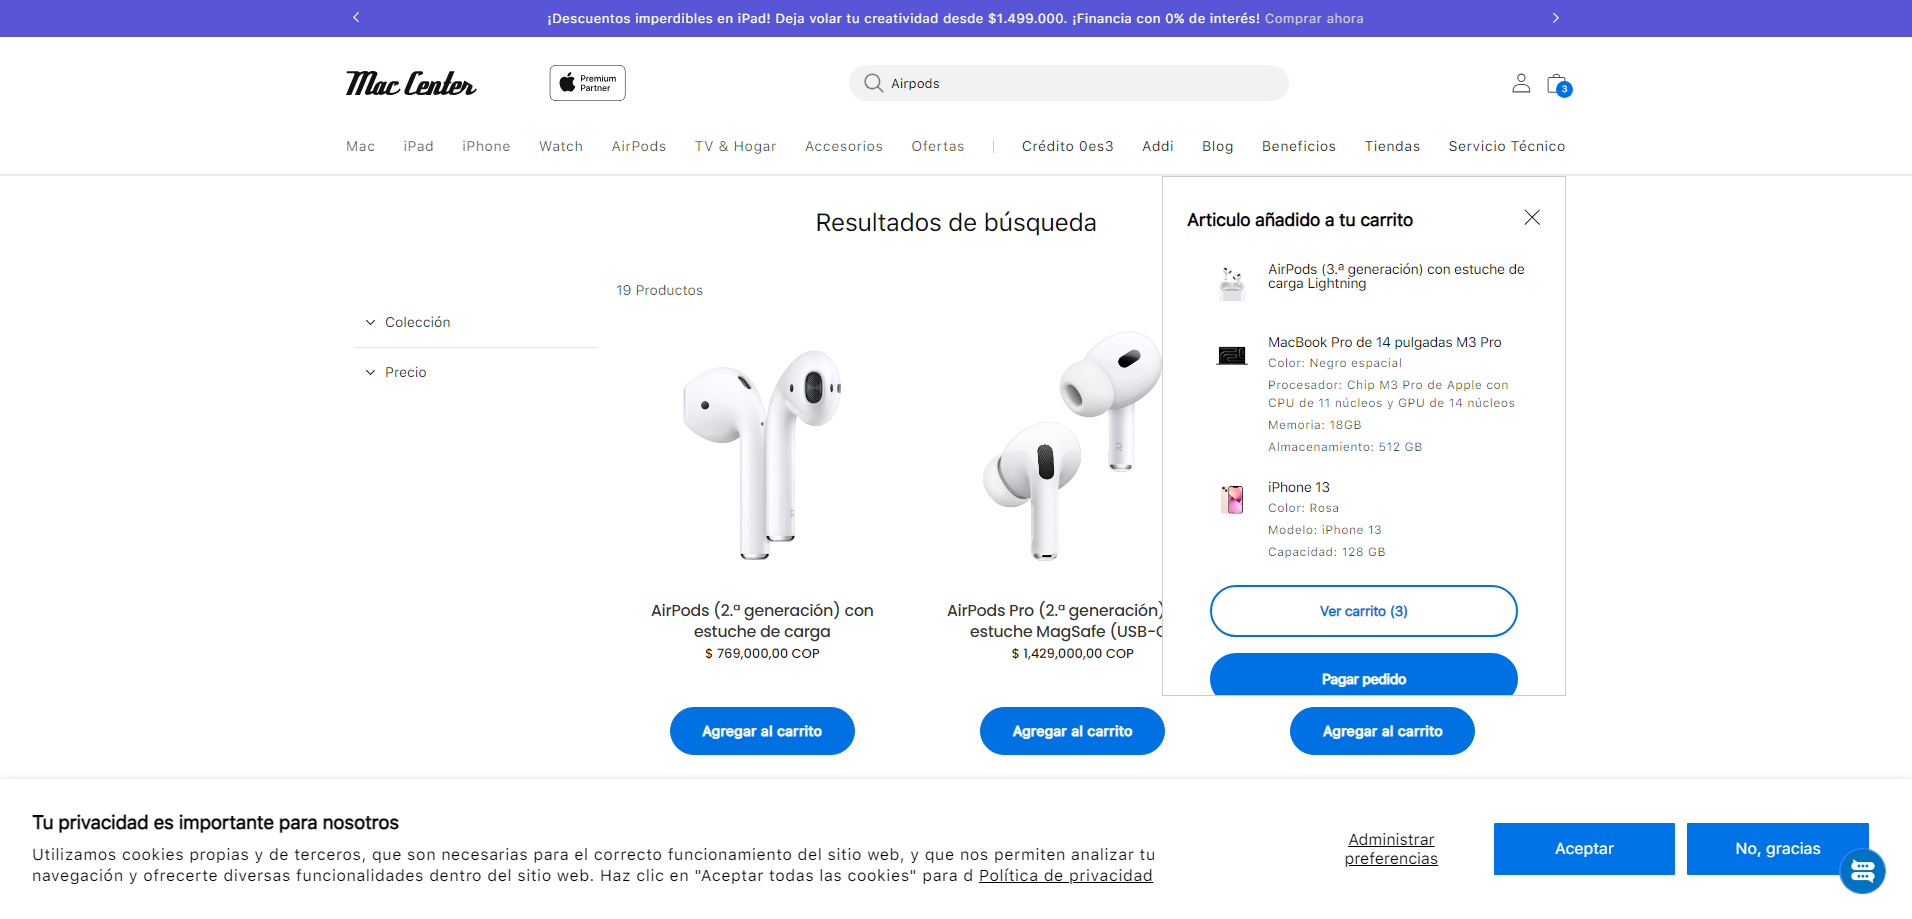 ¡Descuentos imperdibles en iPad! Deja volar tu creatividad desde $1.499.000. ¡Financia con 0% de interés! Comprar ahora
Mac Center
Premium
Partner
Airpods
3
Mac iPad iPhone Watch AirPods TV & Hogar Accesorios Ofertas Crédito 0es3 Addi Blog Beneficios Tiendas Servicio Técnico
Resultados de búsqueda
19 Productos
Colección
Precio
AirPods (2.ª generación) con
estuche de carga
$ 769,000,00 COP
Agregar al carrito
AirPods Pro (2.ª generación)
estuche MagSafe (USB-C
$ 1,429,000,00 COP
Agregar al carrito
Agregar al carrito
Articulo añadido a tu carrito
AirPods (3.ª generación) con estuche de
carga Lightning
MacBook Pro de 14 pulgadas M3 Pro
Color: Negro espacial
Procesador: Chip M3 Pro de Apple con
CPU de 11 núcleos y GPU de 14 núcleos
Memoria: 18GB
Almacenamiento: 512 GB
iPhone 13
Color: Rosa
Modelo: iPhone 13
Capacidad: 128 GB
Ver carrito (3)
Pagar pedido
Tu privacidad es importante para nosotros
Utilizamos cookies propias y de terceros, que son necesarias para el correcto funcionamiento del sitio web, y que nos permiten analizar tu
navegación y ofrecerte diversas funcionalidades dentro del sitio web. Haz clic en "Aceptar todas las cookies" para d Política de privacidad
Administrar
preferencias
Aceptar
No, gracias